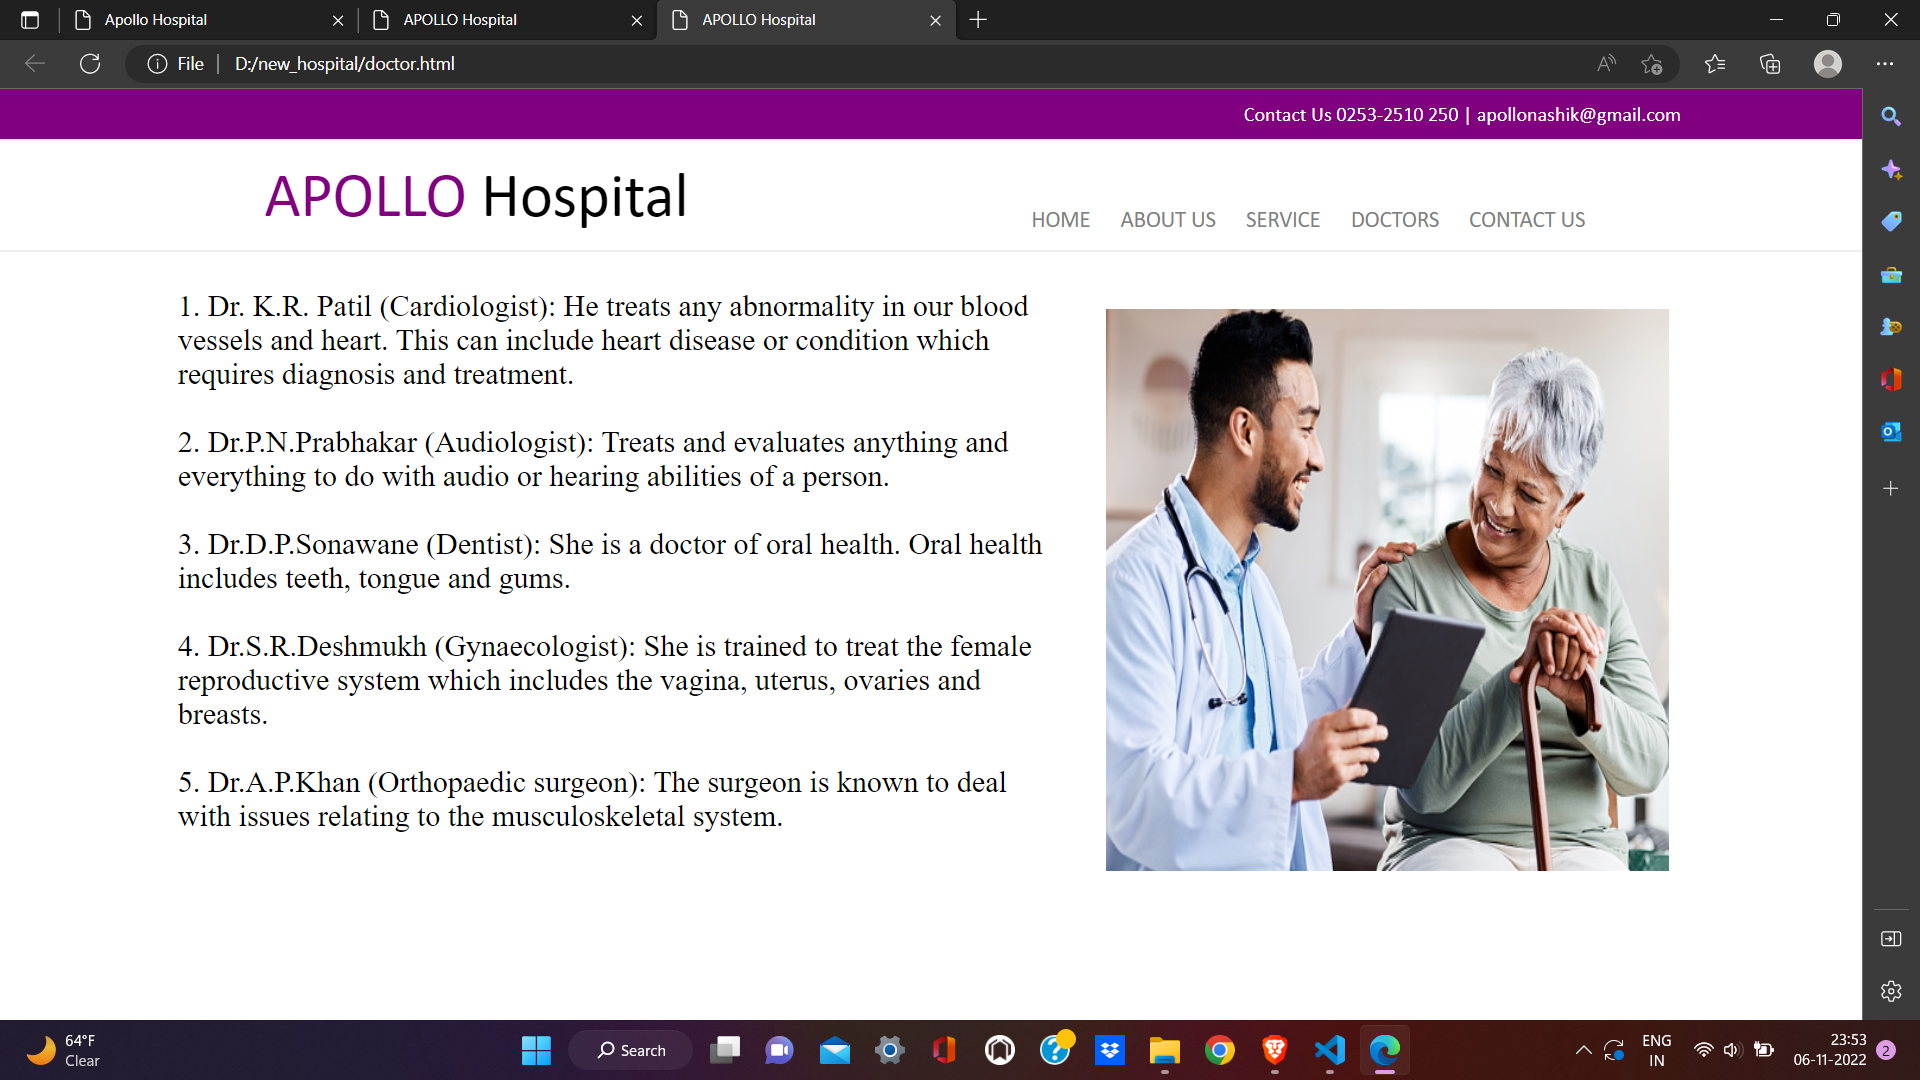 Apollo Hospital
APOLLO Hospital
APOLLO Hospital
File
D:/new_hospital/doctor.html
Contact Us 0253-2510 250 | apollonashik@gmail.com
APOLLO Hospital
HOME ABOUT US SERVICE DOCTORS CONTACT US
1. Dr. K.R. Patil (Cardiologist): He treats any abnormality in our blood
vessels and heart. This can include heart disease or condition which
requires diagnosis and treatment.
2. Dr.P.N.Prabhakar (Audiologist): Treats and evaluates anything and
everything to do with audio or hearing abilities of a person.
3. Dr.D.P.Sonawane (Dentist): She is a doctor of oral health. Oral health
includes teeth, tongue and gums.
4. Dr.S.R.Deshmukh (Gynaecologist): She is trained to treat the female
reproductive system which includes the vagina, uterus, ovaries and
breasts.
5. Dr.A.P.Khan (Orthopaedic surgeon): The surgeon is known to deal
with issues relating to the musculoskeletal system.
64°F
Clear
Search
ENG
IN
23:53
06-11-2022
2